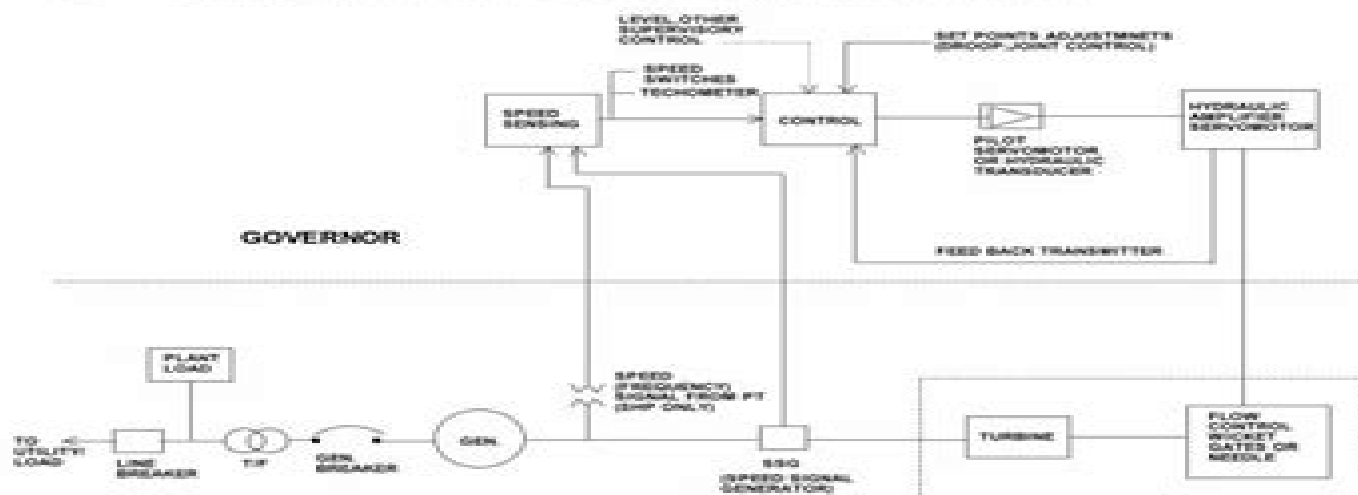 LEVEL,OTHER
SUPERVISORY
CONTROL
SET POINTS ADJUSTMNETS
(DROOP-JOINT CONTROL)
SPEED
SWITCHES
TECHOMETER
SPEED
SENSING
CONTROL
HYDRAULIC
AMPLIFIER
SERVOMOTOR
PILOT
SERVOMOTOR
OR HYDRAULIC
TRANSDUCER
GOVERNOR
FEED BACK TRANSMITTER
PLANT
LOAD
SPEED
(FREQUENCY)
SIGNAL FROM PT
(SHP ONLY)
TO
UTILITY/
LOAD
LINE
BREAKER
T/F
GEN.
BREAKER
GEN.
SSG
(SPEED SIGNAL
GENERATOR)
TURBINE
FLOW
CONTROL
WICKET
GATES OR
NEEDLE